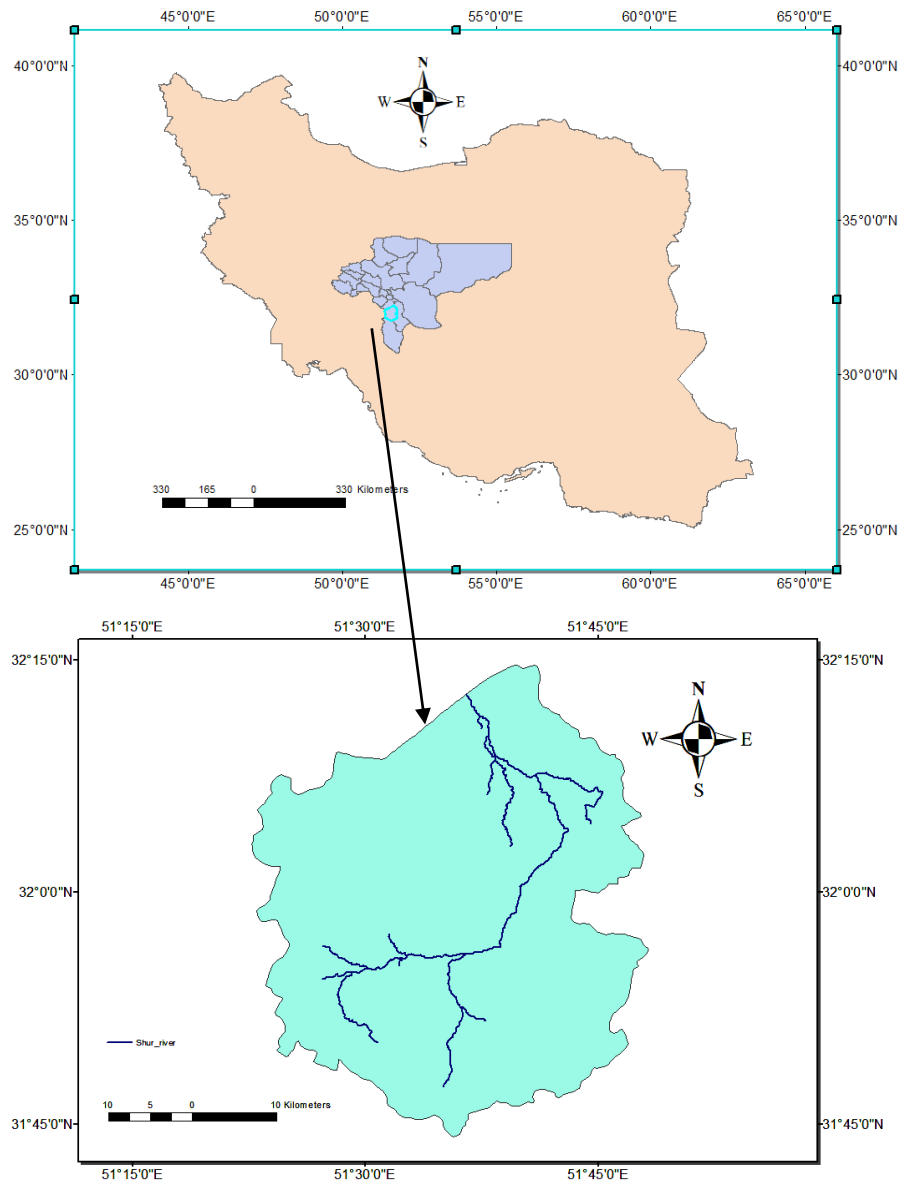 45°0'0"E 50°0'0"E 55°0'0"E 60°0'0"E 65°0'0"E
40°0'0"N 40°0'0"N
N
W E
S
35°0'0"N 35°0'0"N
30°0'0"N 30°0'0"N
330 165 0 330 Kilometers
25°0'0"N 25°0'0"N
45°0'0"E 50°0'0"E 55°0'0"E 60°0'0"E 65°0'0"E
51°15'0"E 51°30'0"E 51°45'0"E
32°15'0"N 32°15'0"N
N
W E
S
32°0'0"N 32°0'0"N
Shur_river
10 5 0 10 Kilometers
31°45'0"N 31°45'0"N
51°15'0"E 51°30'0"E 51°45'0"E